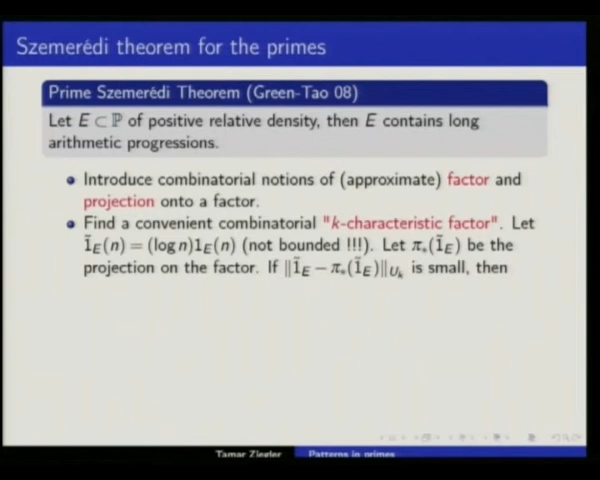 Szemerédi theorem for the primes
Prime Szemerédi Theorem (Green-Tao 08)
Let E ⊂ ℙ of positive relative density, then E contains long
arithmetic progressions.
Introduce combinatorial notions of (approximate) factor and
projection onto a factor.
Find a convenient combinatorial "k-characteristic factor". Let
1̃_E(n) = (log n)1_E(n) (not bounded !!!). Let π_*(1̃_E) be the
projection on the factor. If ‖1̃_E − π_*(1̃_E)‖_{U_k} is small, then
Tamar Ziegler Patterns in primes